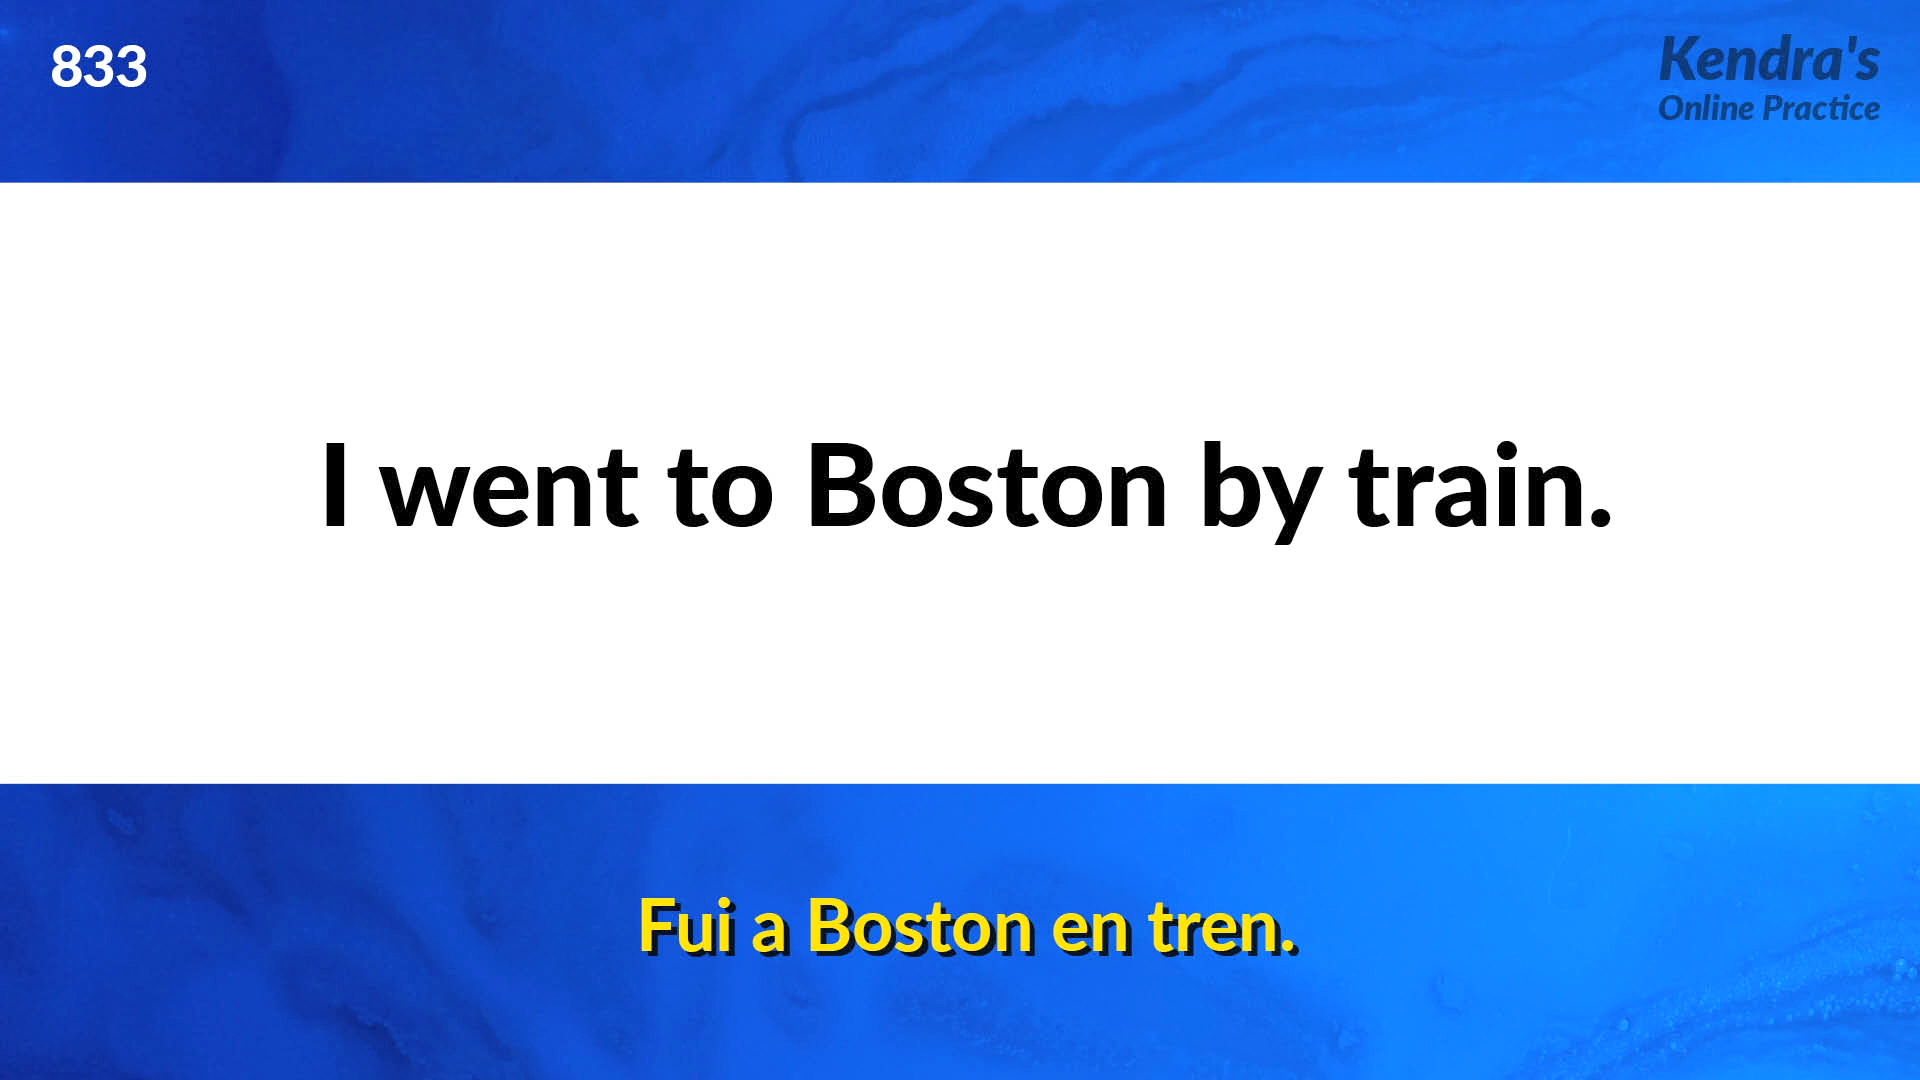 833
Kendra's
Online Practice
I went to Boston by train.
Fui a Boston en tren.